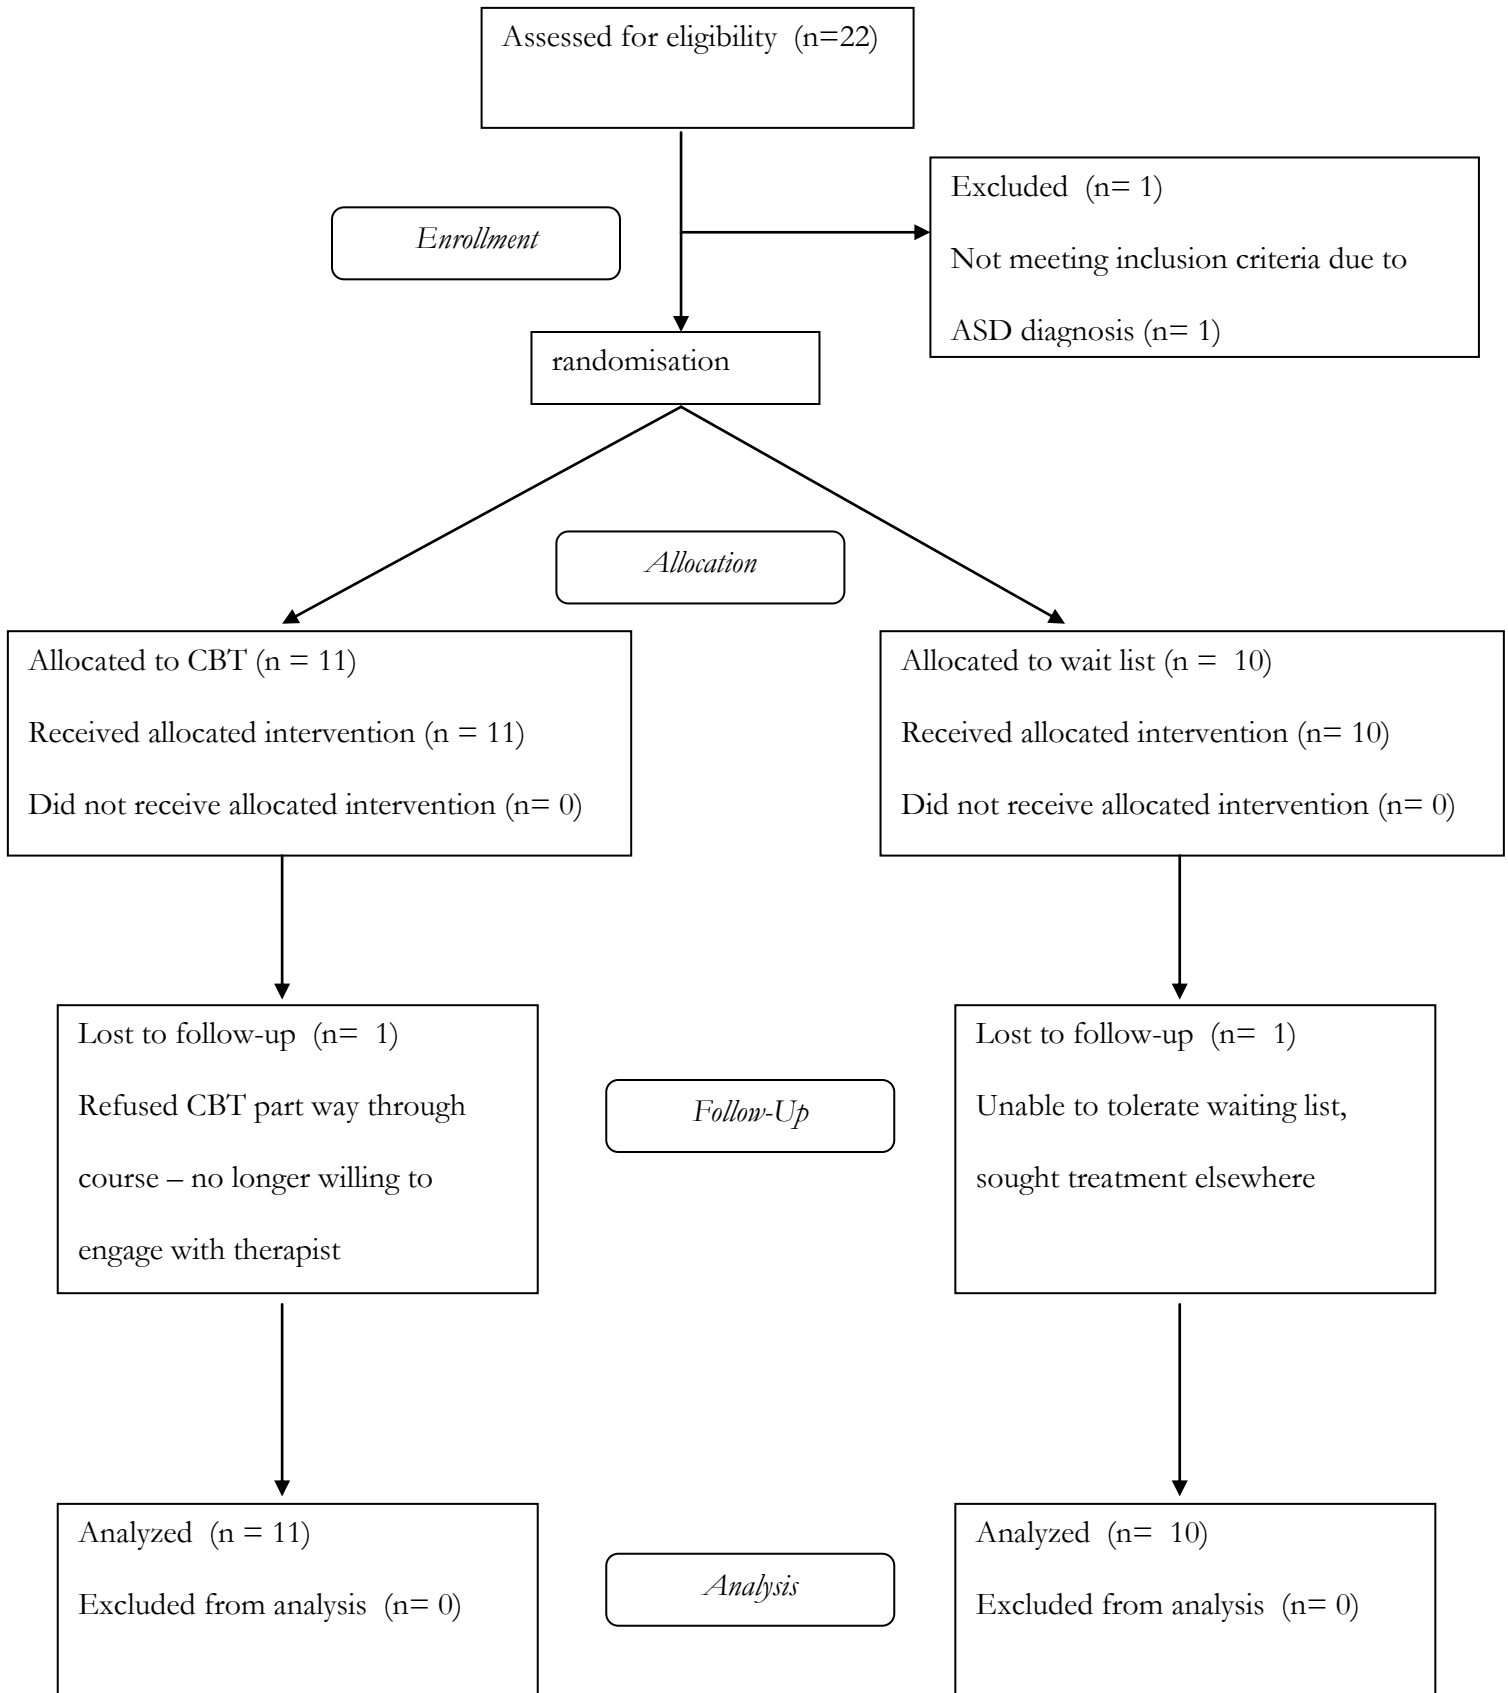 Assessed for eligibility  (n=22)
Excluded  (n= 1)
Not meeting inclusion criteria due to
ASD diagnosis (n= 1)
Enrollment
randomisation
Allocation
Allocated to CBT (n = 11)
Received allocated intervention (n = 11)
Did not receive allocated intervention (n= 0)
Allocated to wait list (n =  10)
Received allocated intervention (n= 10)
Did not receive allocated intervention (n= 0)
Lost to follow-up  (n=  1)
Refused CBT part way through
course – no longer willing to
engage with therapist
Follow-Up
Lost to follow-up  (n=  1)
Unable to tolerate waiting list,
sought treatment elsewhere
Analyzed  (n = 11)
Excluded from analysis  (n= 0)
Analysis
Analyzed  (n=  10)
Excluded from analysis  (n= 0)